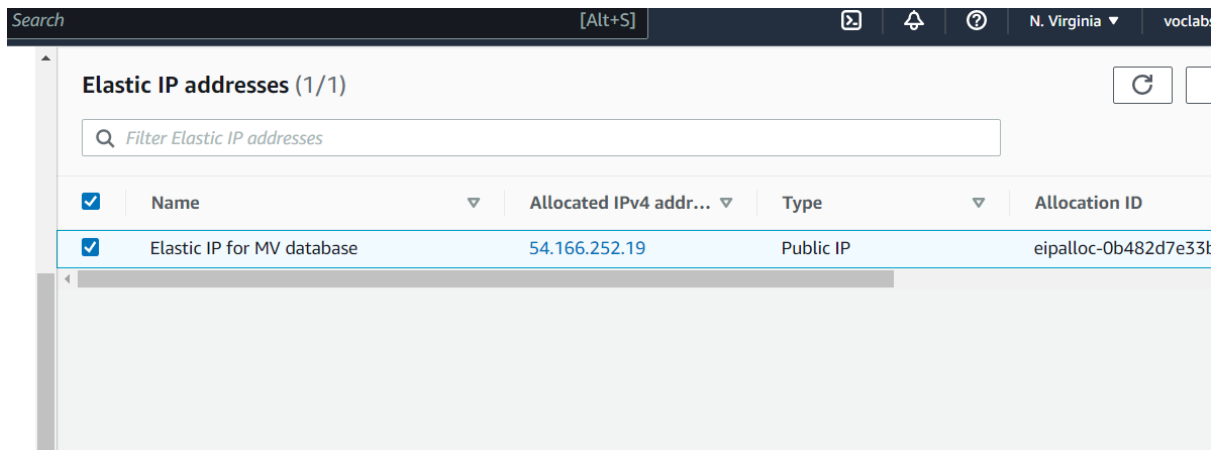 Search [Alt+S] N. Virginia ▼ voclabs
Elastic IP addresses (1/1)
Filter Elastic IP addresses
Name Allocated IPv4 addr... Type Allocation ID
Elastic IP for MV database 54.166.252.19 Public IP eipalloc-0b482d7e33b